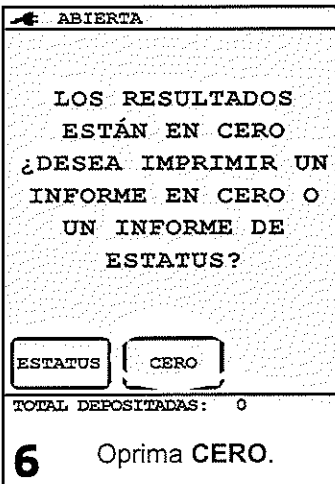 ABIERTA
LOS RESULTADOS
ESTÁN EN CERO
¿DESEA IMPRIMIR UN
INFORME EN CERO O
UN INFORME DE
ESTATUS?
ESTATUS CERO
TOTAL DEPOSITADAS: 0
6 Oprima CERO.